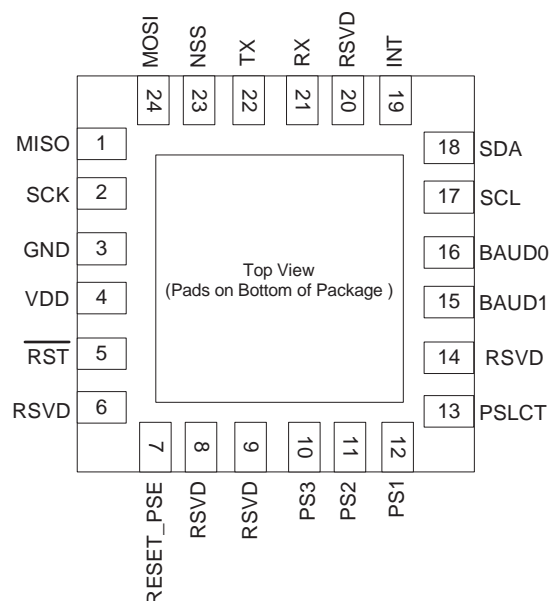 MOSI
NSS
TX
RX
RSVD
INT
24
23
22
21
20
19
MISO 1
SCK 2
GND 3
VDD 4
RST 5
RSVD 6
18 SDA
17 SCL
16 BAUD0
15 BAUD1
14 RSVD
13 PSLCT
Top View
(Pads on Bottom of Package )
7
8
9
10
11
12
RESET_PSE
RSVD
RSVD
PS3
PS2
PS1